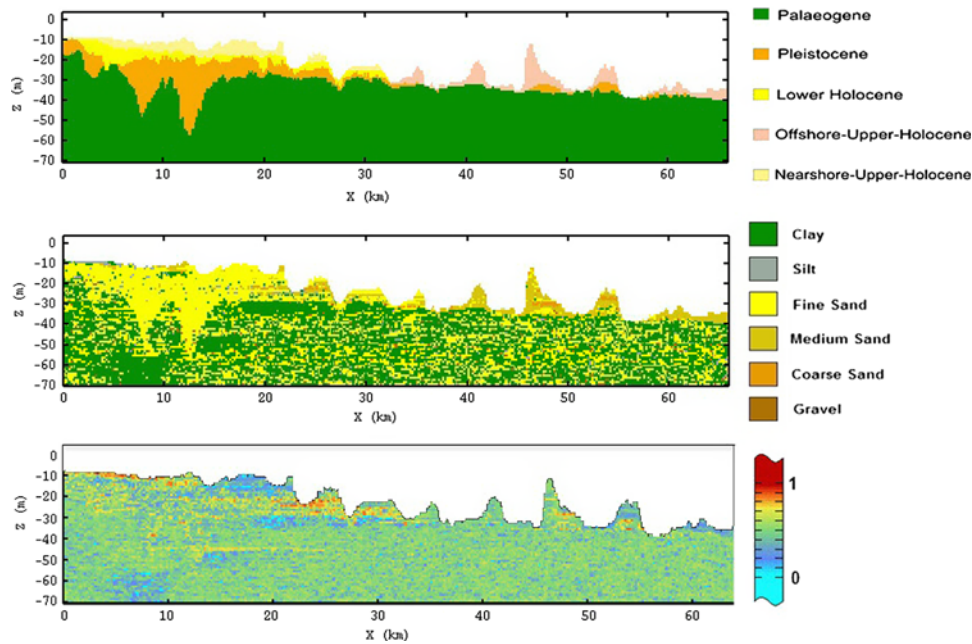 0
-10
-20
-30
-40
-50
-60
-70
Z (m)
0 10 20 30 40 50 60
X (km)
Palaeogene
Pleistocene
Lower Holocene
Offshore-Upper-Holocene
Nearshore-Upper-Holocene
0
-10
-20
-30
-40
-50
-60
-70
Z (m)
0 10 20 30 40 50 60
X (km)
Clay
Silt
Fine Sand
Medium Sand
Coarse Sand
Gravel
0
-10
-20
-30
-40
-50
-60
-70
Z (m)
0 10 20 30 40 50 60
X (km)
1
0